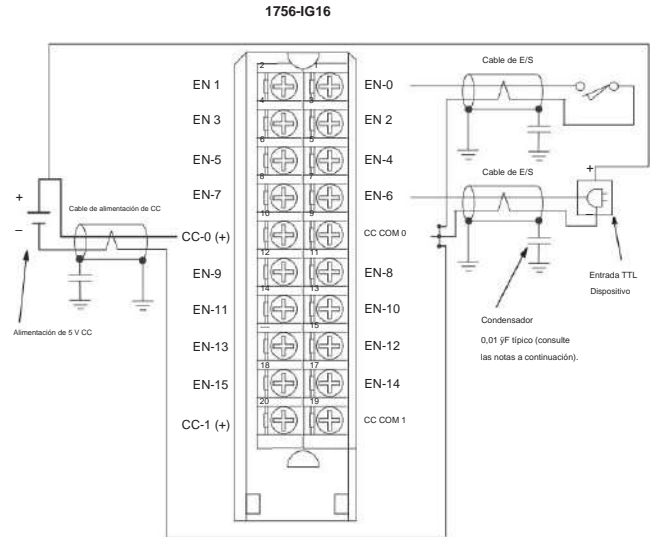 1756-IG16
Cable de E/S
2 1
EN 1 EN-0
4 3
EN 3 EN 2
6 5
EN-5 EN-4
8 7
EN-7 EN-6
Cable de E/S
+
+
Cable de alimentación de CC
10 9
CC-0 (+) CC COM 0
–
–
12 11
EN-9 EN-8
Entrada TTL
Dispositivo
14 13
EN-11 EN-10
Condensador
0,01 ÿF típico (consulte
las notas a continuación).
Alimentación de 5 V CC
— 15
EN-13 EN-12
18 17
EN-15 EN-14
20 19
CC-1 (+) CC COM 1